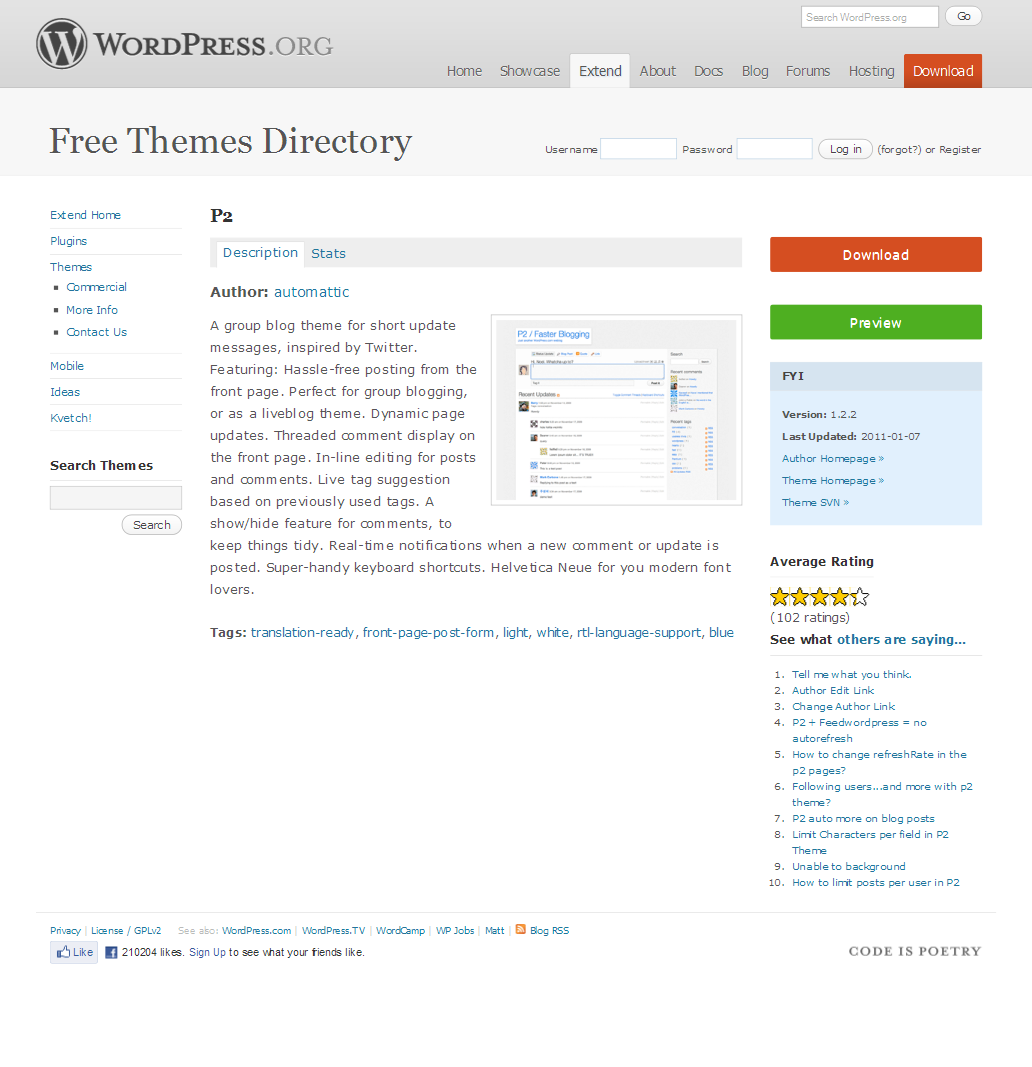 Search WordPress.org Go
WORDPRESS.ORG
Home Showcase Extend About Docs Blog Forums Hosting Download
Free Themes Directory
Username Password Log in (forgot?) or Register
Extend Home
Plugins
Themes
Commercial
More Info
Contact Us
Mobile
Ideas
Kvetch!
Search Themes
Search
P2
Description Stats
Author: automattic
A group blog theme for short update
messages, inspired by Twitter.
Featuring: Hassle-free posting from the
front page. Perfect for group blogging,
or as a liveblog theme. Dynamic page
updates. Threaded comment display on
the front page. In-line editing for posts
and comments. Live tag suggestion
based on previously used tags. A
show/hide feature for comments, to
keep things tidy. Real-time notifications when a new comment or update is
posted. Super-handy keyboard shortcuts. Helvetica Neue for you modern font
lovers.
P2 / Faster Blogging
Search
Recent comments
Recent Updates
Recent tags
Tags: translation-ready, front-page-post-form, light, white, rtl-language-support, blue
Download
Preview
FYI
Version: 1.2.2
Last Updated: 2011-01-07
Author Homepage »
Theme Homepage »
Theme SVN »
Average Rating
(102 ratings)
See what others are saying...
1. Tell me what you think.
2. Author Edit Link
3. Change Author Link
4. P2 + Feedwordpress = no
autorefresh
5. How to change refreshRate in the
p2 pages?
6. Following users...and more with p2
theme?
7. P2 auto more on blog posts
8. Limit Characters per field in P2
Theme
9. Unable to background
10. How to limit posts per user in P2
Privacy | License / GPLv2 See also: WordPress.com | WordPress.TV | WordCamp | WP Jobs | Matt | Blog RSS
Like 210204 likes. Sign Up to see what your friends like.
CODE IS POETRY